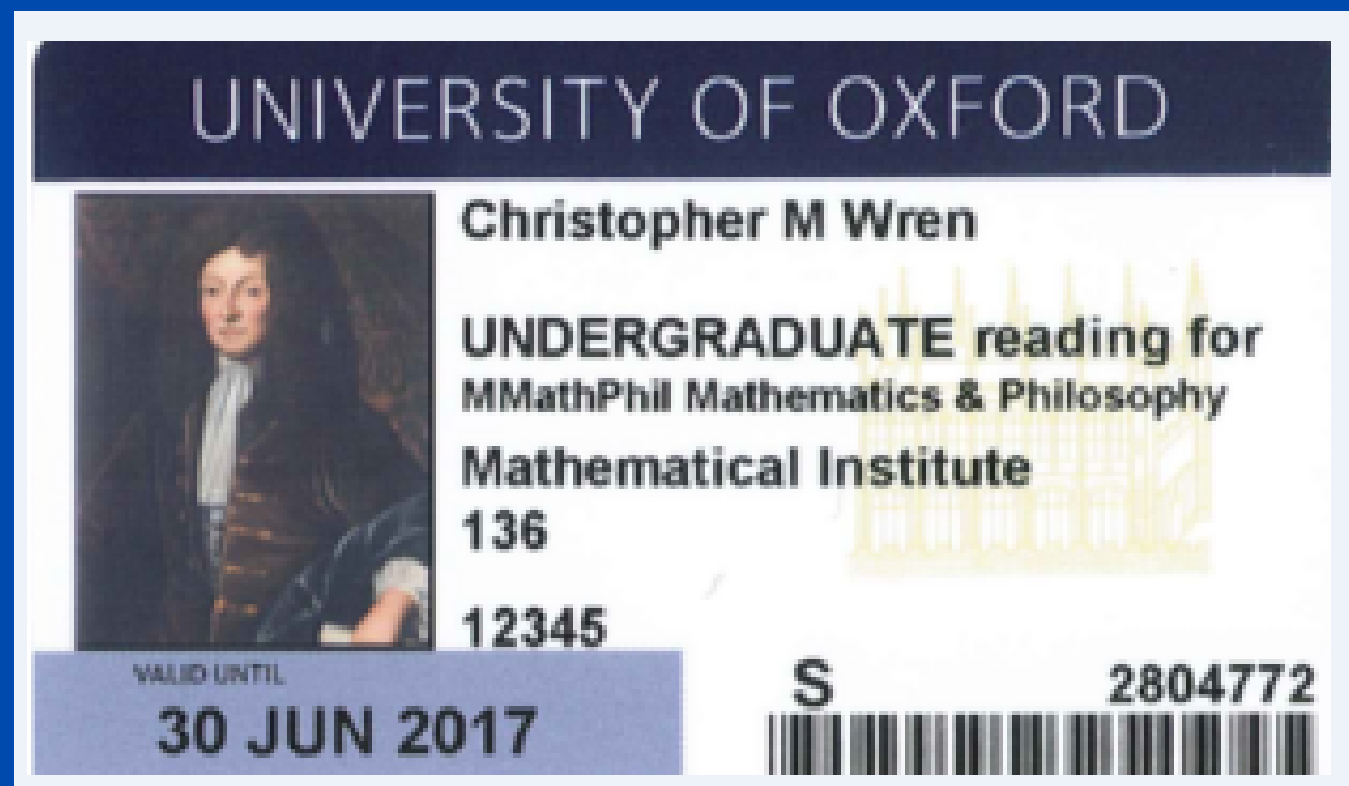 UNIVERSITY OF OXFORD
Christopher M Wren
UNDERGRADUATE reading for
MMathPhil Mathematics & Philosophy
Mathematical Institute
136
12345
VALID UNTIL
30 JUN 2017
S 2804772